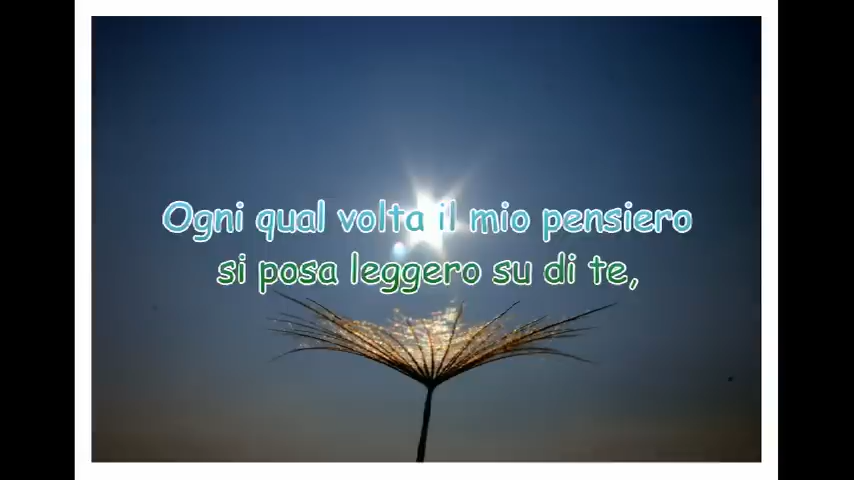 Ogni qual volta il mio pensiero
si posa leggero su di te,